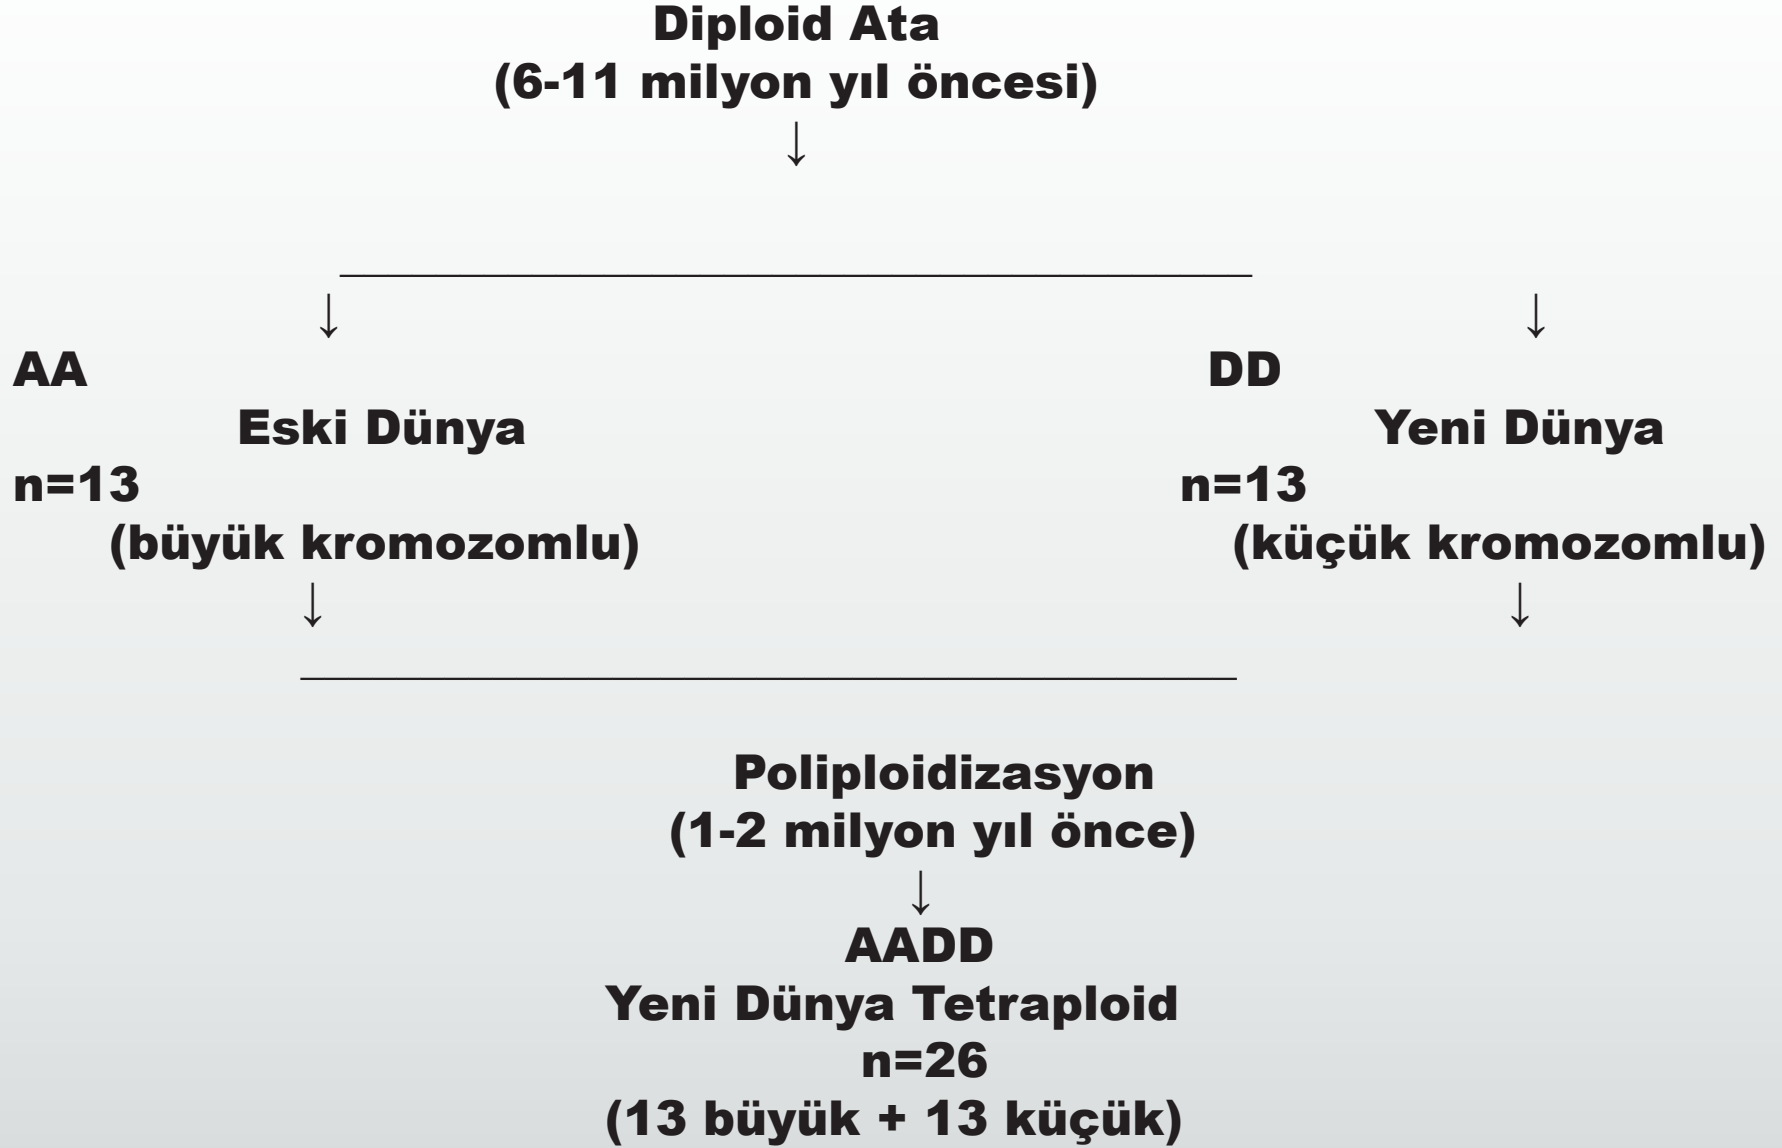 Diploid Ata
(6-11 milyon yıl öncesi)
↓
↓ ↓
AA DD
Eski Dünya Yeni Dünya
n=13 n=13
(büyük kromozomlu) (küçük kromozomlu)
↓ ↓
Poliploidizasyon
(1-2 milyon yıl önce)
↓
AADD
Yeni Dünya Tetraploid
n=26
(13 büyük + 13 küçük)